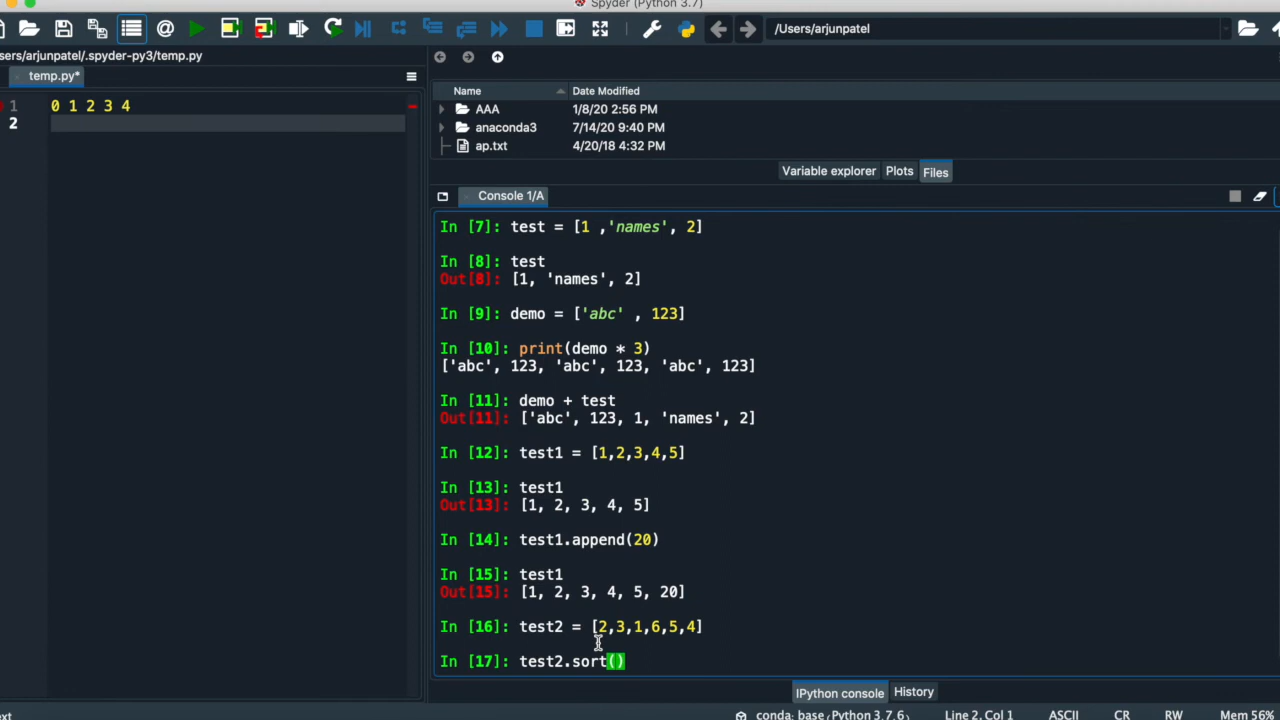 Spyder (Python 3.7)
/Users/arjunpatel
sers/arjunpatel/.spyder-py3/temp.py
temp.py*
1 0 1 2 3 4
2
Name Date Modified
AAA 1/8/20 2:56 PM
anaconda3 7/14/20 9:40 PM
ap.txt 4/20/18 4:32 PM
Variable explorer Plots Files
Console 1/A
In [7]: test = [1 ,'names', 2]
In [8]: test
Out[8]: [1, 'names', 2]
In [9]: demo = ['abc' , 123]
In [10]: print(demo * 3)
['abc', 123, 'abc', 123, 'abc', 123]
In [11]: demo + test
Out[11]: ['abc', 123, 1, 'names', 2]
In [12]: test1 = [1,2,3,4,5]
In [13]: test1
Out[13]: [1, 2, 3, 4, 5]
In [14]: test1.append(20)
In [15]: test1
Out[15]: [1, 2, 3, 4, 5, 20]
In [16]: test2 = [2,3,1,6,5,4]
In [17]: test2.sort()
IPython console History
ext conda: base (Python 3.7.6) Line 2, Col 1 ASCII CR RW Mem 56%